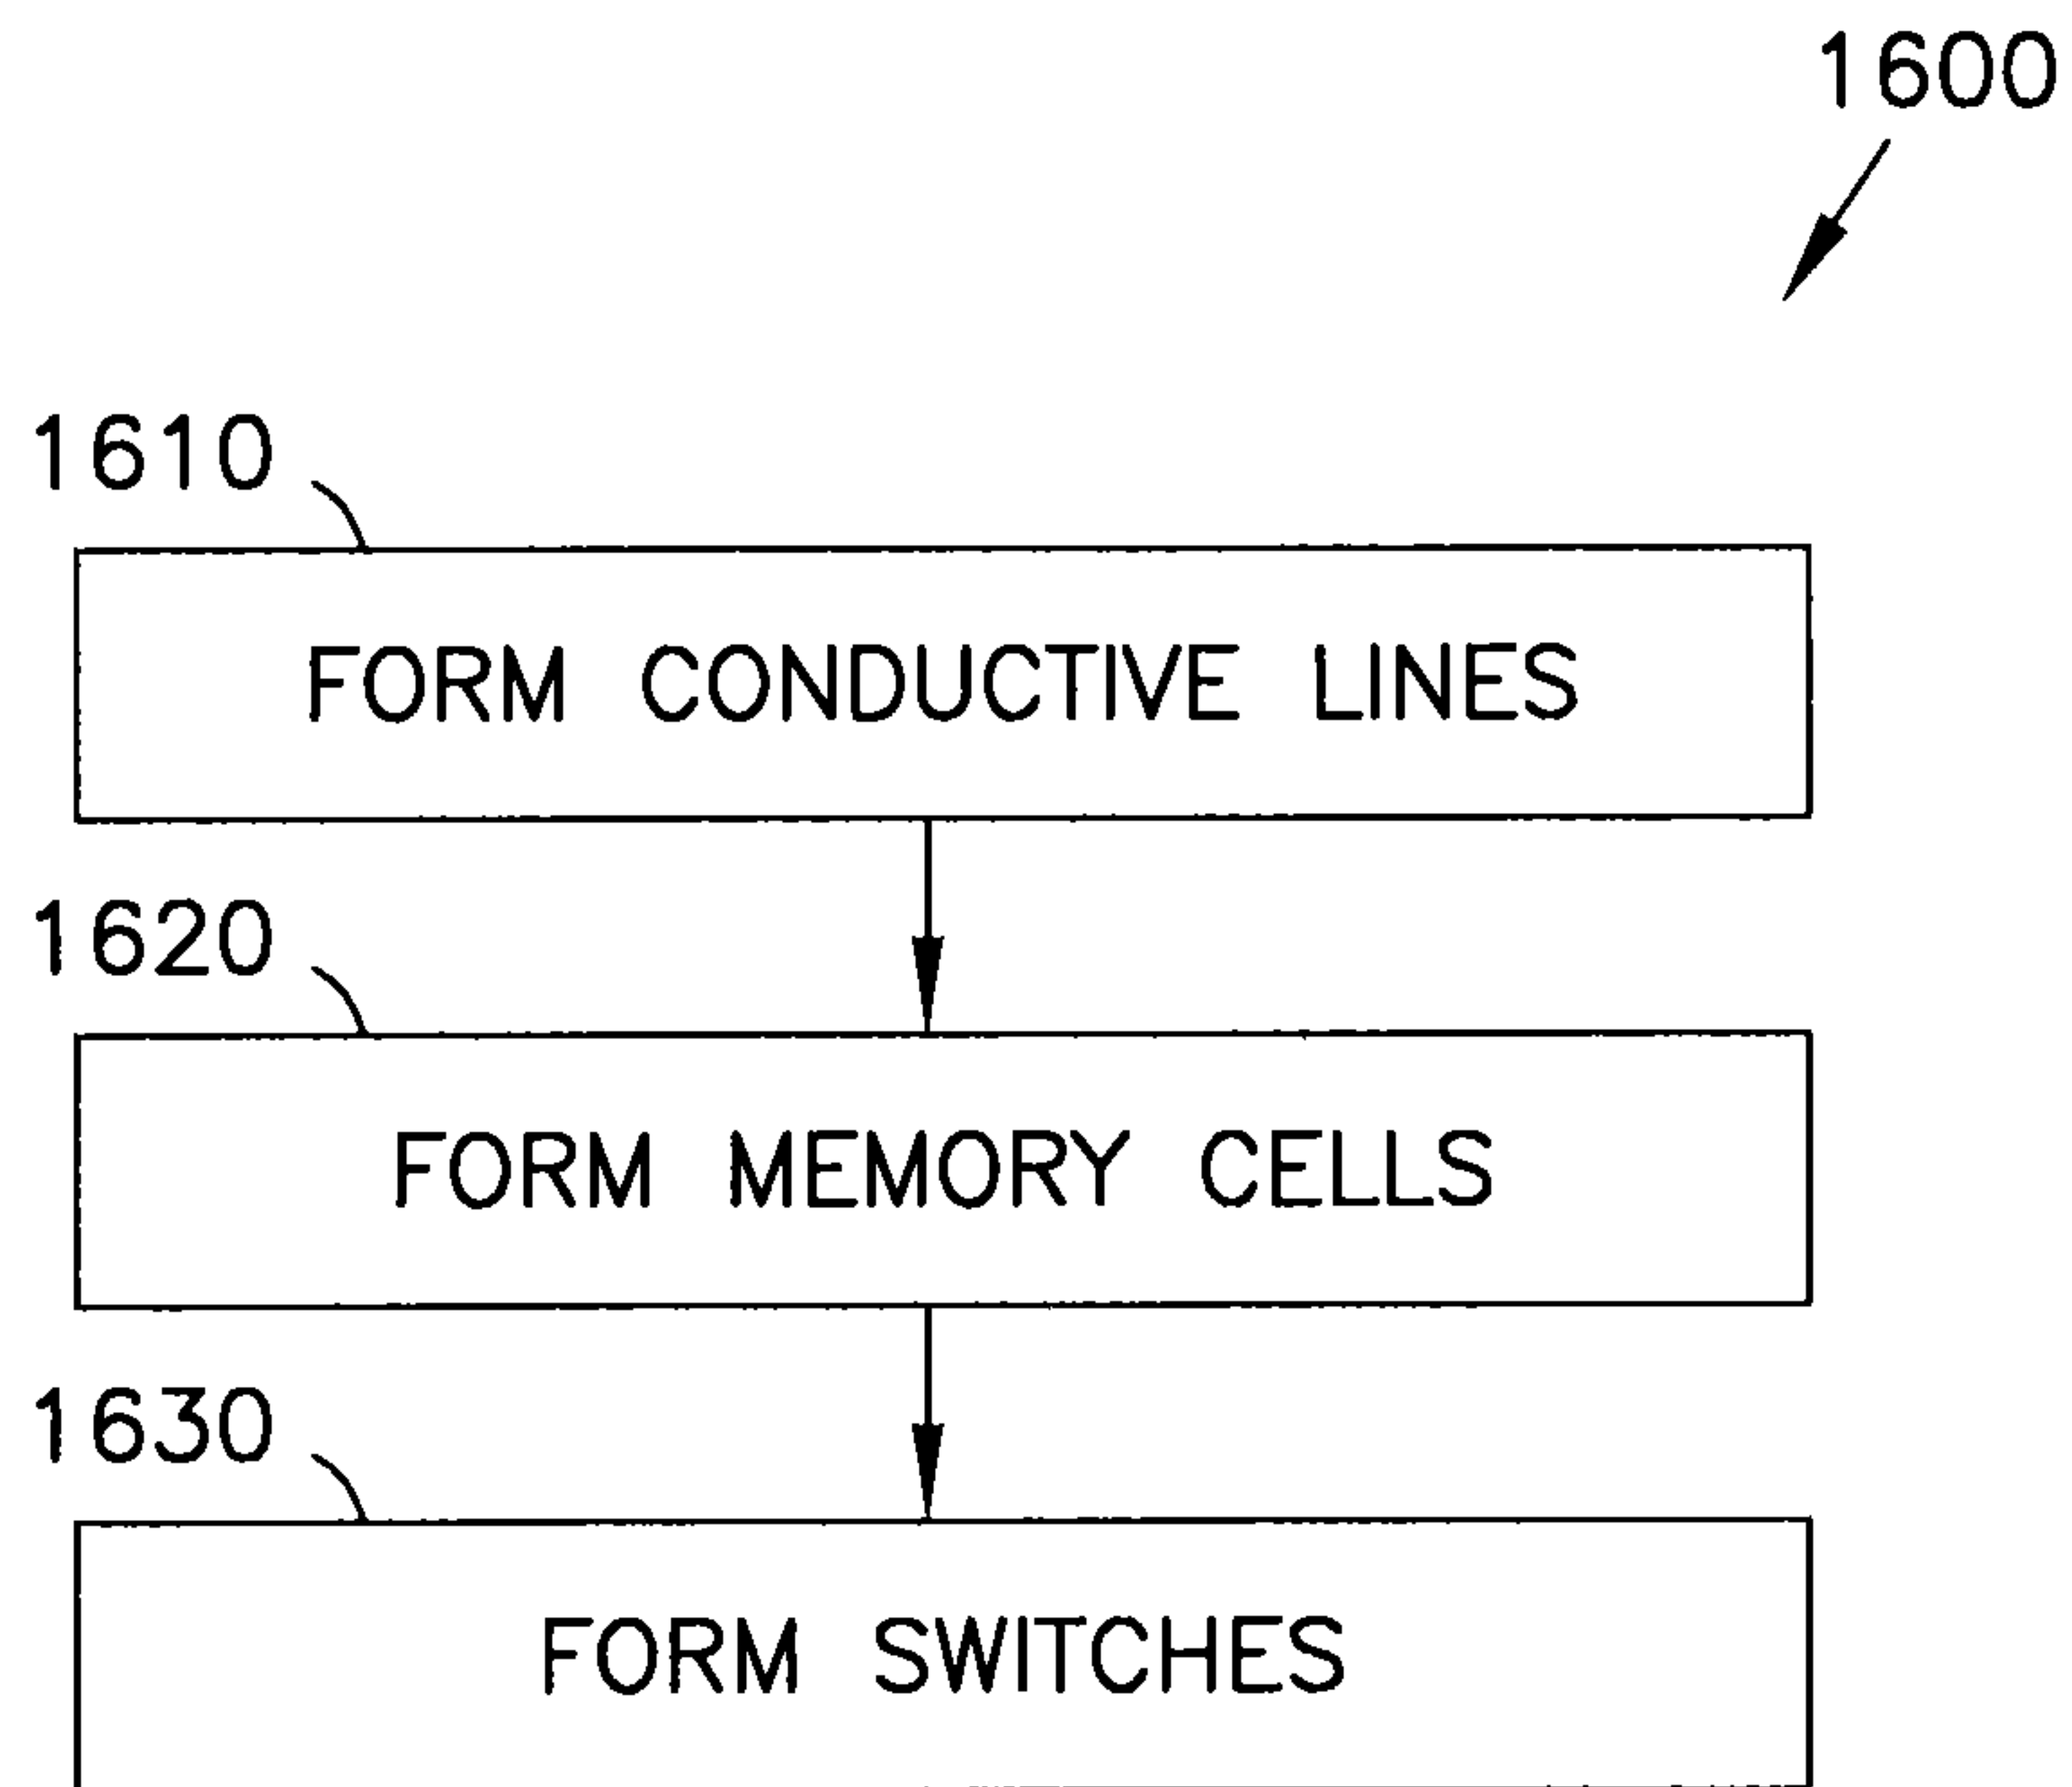 1600
1610
FORM CONDUCTIVE LINES
1620
FORM MEMORY CELLS
1630
FORM SWITCHES